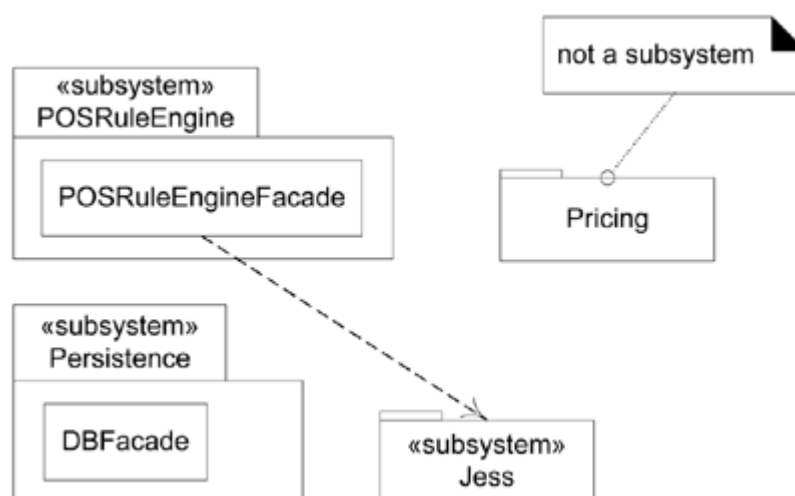 not a subsystem
«subsystem»
POSRuleEngine
POSRuleEngineFacade
Pricing
«subsystem»
Persistence
DBFacade
«subsystem»
Jess